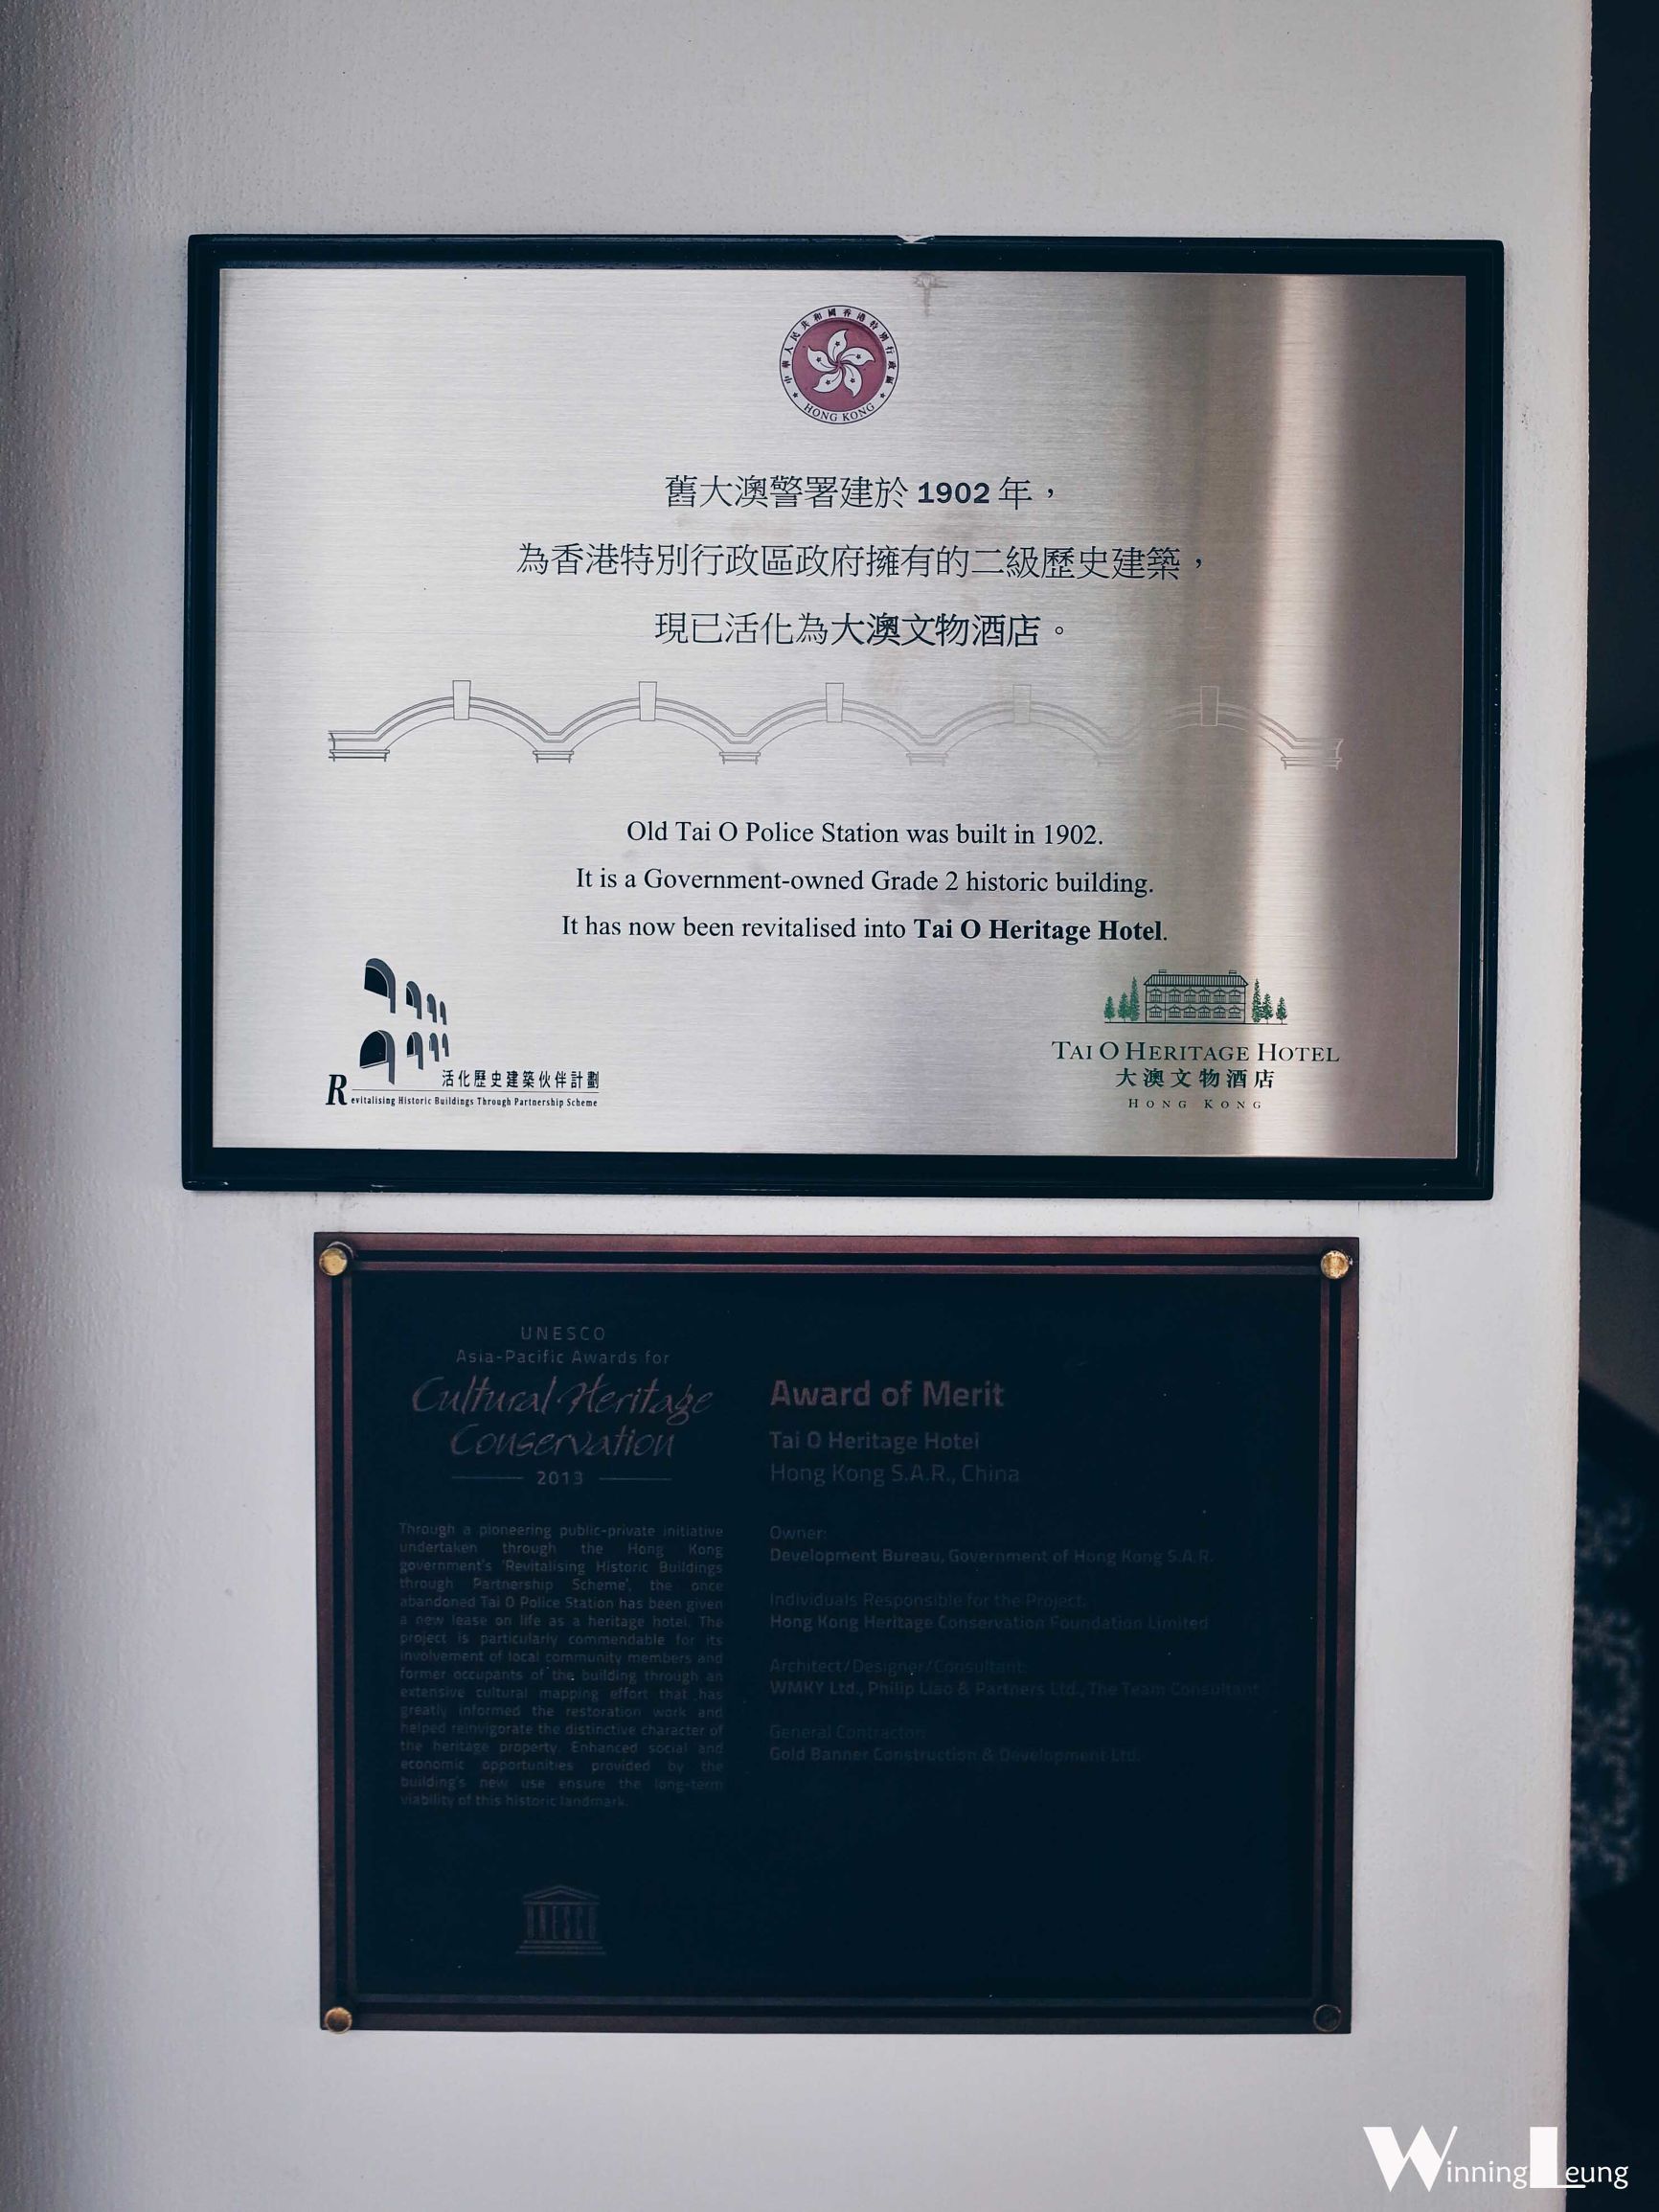 中華人民共和國香港特別行政區
HONG KONG
舊大澳警署建於 1902 年，
為香港特別行政區政府擁有的二級歷史建築，
現已活化為大澳文物酒店。
Old Tai O Police Station was built in 1902.
It is a Government-owned Grade 2 historic building.
It has now been revitalised into Tai O Heritage Hotel.
活化歷史建築伙伴計劃
Revitalising Historic Buildings Through Partnership Scheme
TAI O HERITAGE HOTEL
大澳文物酒店
HONG KONG
UNESCO
Asia-Pacific Awards for
Cultural Heritage
Conservation
2013
Through a pioneering public-private initiative
undertaken through the Hong Kong
government's 'Revitalising Historic Buildings
through Partnership Scheme', the once
abandoned Tai O Police Station has been given
a new lease on life as a heritage hotel. The
project is particularly commendable for its
involvement of local community members and
former occupants of the building through an
extensive cultural mapping effort that has
greatly informed the restoration work and
helped reinvigorate the distinctive character of
the heritage property. Enhanced social and
economic opportunities provided by the
building's new use ensure the long-term
viability of this historic landmark.
UNESCO
Award of Merit
Tai O Heritage Hotel
Hong Kong S.A.R., China
Owner:
Development Bureau, Government of Hong Kong S.A.R.
Individuals Responsible for the Project:
Hong Kong Heritage Conservation Foundation Limited
Architect/Designer/Consultant:
WMKY Ltd., Philip Liao & Partners Ltd., The Team Consultant
General Contractor:
Gold Banner Construction & Development Ltd.
Winning Leung